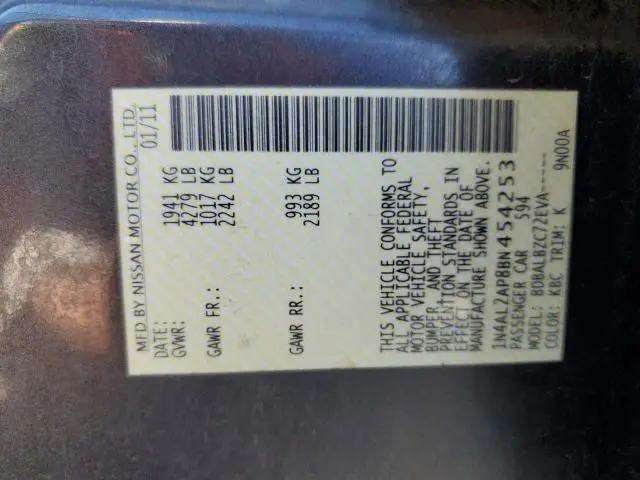 MFD BY NISSAN MOTOR CO., LTD.
DATE: 01/11
GVWR: 1941 KG
4279 LB
GAWR FR.: 1017 KG
2242 LB
GAWR RR.: 993 KG
2189 LB
THIS VEHICLE CONFORMS TO
ALL APPLICABLE FEDERAL
MOTOR VEHICLE SAFETY,
BUMPER, AND THEFT
PREVENTION STANDARDS IN
EFFECT ON THE DATE OF
MANUFACTURE SHOWN ABOVE.
1N4AL2AP8BN454253
PASSENGER CAR 594
MODEL: BDBALBZC72EVA-----
COLOR: KBC TRIM: K 9N00A